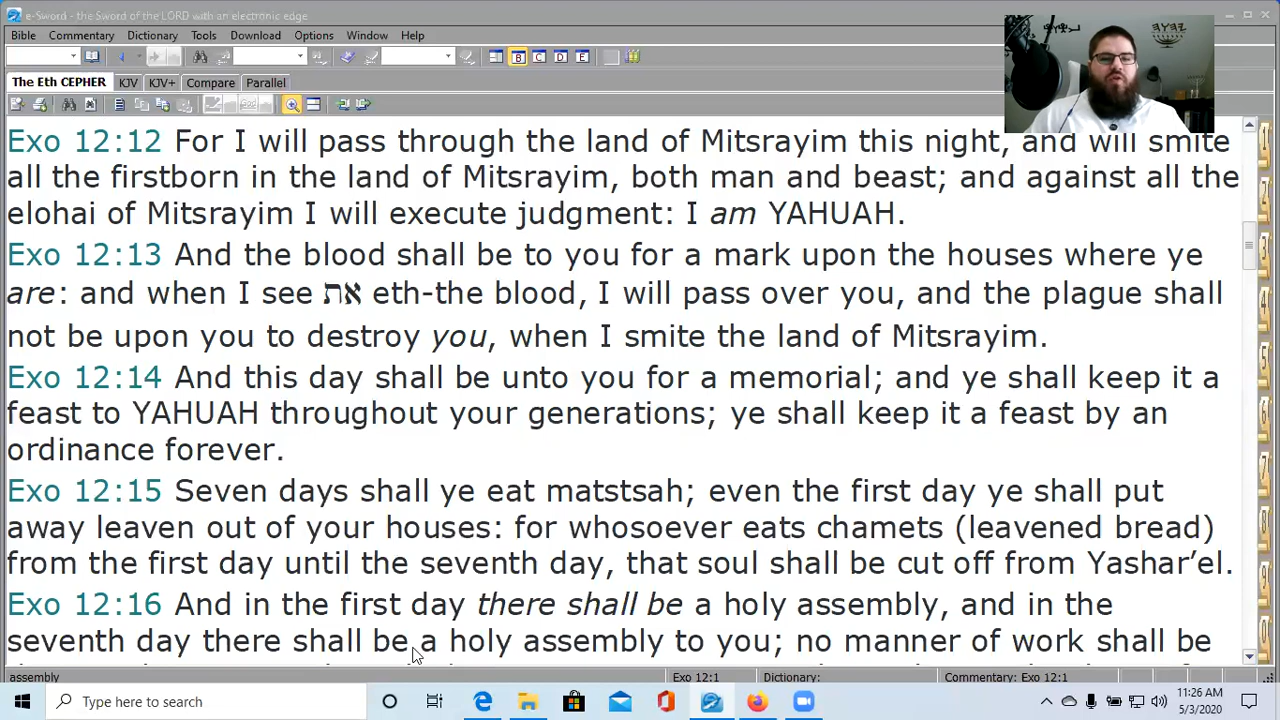 e-Sword - the Sword of the LORD with an electronic edge
Bible Commentary Dictionary Tools Download Options Window Help
B C D E
The Eth CEPHER KJV KJV+ Compare Parallel
Exo 12:12 For I will pass through the land of Mitsrayim this night, and will smite
all the firstborn in the land of Mitsrayim, both man and beast; and against all the
elohai of Mitsrayim I will execute judgment: I am YAHUAH.
Exo 12:13 And the blood shall be to you for a mark upon the houses where ye
are: and when I see את eth-the blood, I will pass over you, and the plague shall
not be upon you to destroy you, when I smite the land of Mitsrayim.
Exo 12:14 And this day shall be unto you for a memorial; and ye shall keep it a
feast to YAHUAH throughout your generations; ye shall keep it a feast by an
ordinance forever.
Exo 12:15 Seven days shall ye eat matstsah; even the first day ye shall put
away leaven out of your houses: for whosoever eats chamets (leavened bread)
from the first day until the seventh day, that soul shall be cut off from Yashar’el.
Exo 12:16 And in the first day there shall be a holy assembly, and in the
seventh day there shall be a holy assembly to you; no manner of work shall be
assembly Exo 12:1 Dictionary: Commentary: Exo 12:1
Type here to search
11:26 AM
5/3/2020